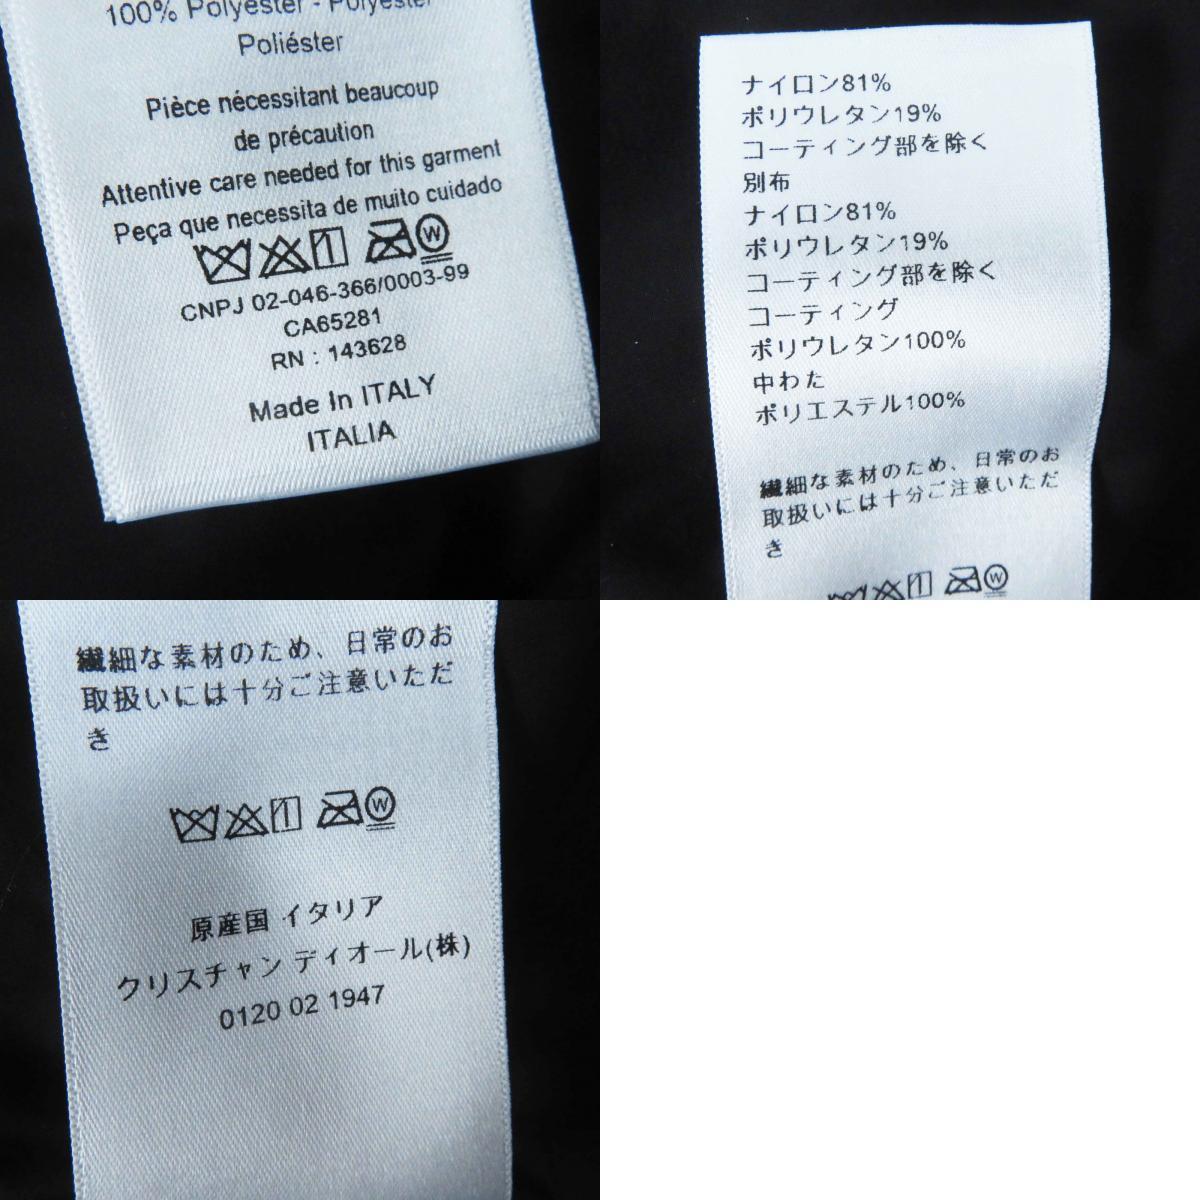 100% Polyester - Polyester
Poliéster
Pièce nécessitant beaucoup
de précaution
Attentive care needed for this garment
Peça que necessita de muito cuidado
W
CNPJ 02-046-366/0003-99
CA65281
RN : 143628
Made In ITALY
ITALIA
ナイロン81%
ポリウレタン19%
コーティング部を除く
別布
ナイロン81%
ポリウレタン19%
コーティング部を除く
コーティング
ポリウレタン100%
中わた
ポリエステル100%
繊細な素材のため、日常のお
取扱いには十分ご注意いただ
き
W
繊細な素材のため、日常のお
取扱いには十分ご注意いただ
き
W
原産国 イタリア
クリスチャン ディオール(株)
0120 02 1947